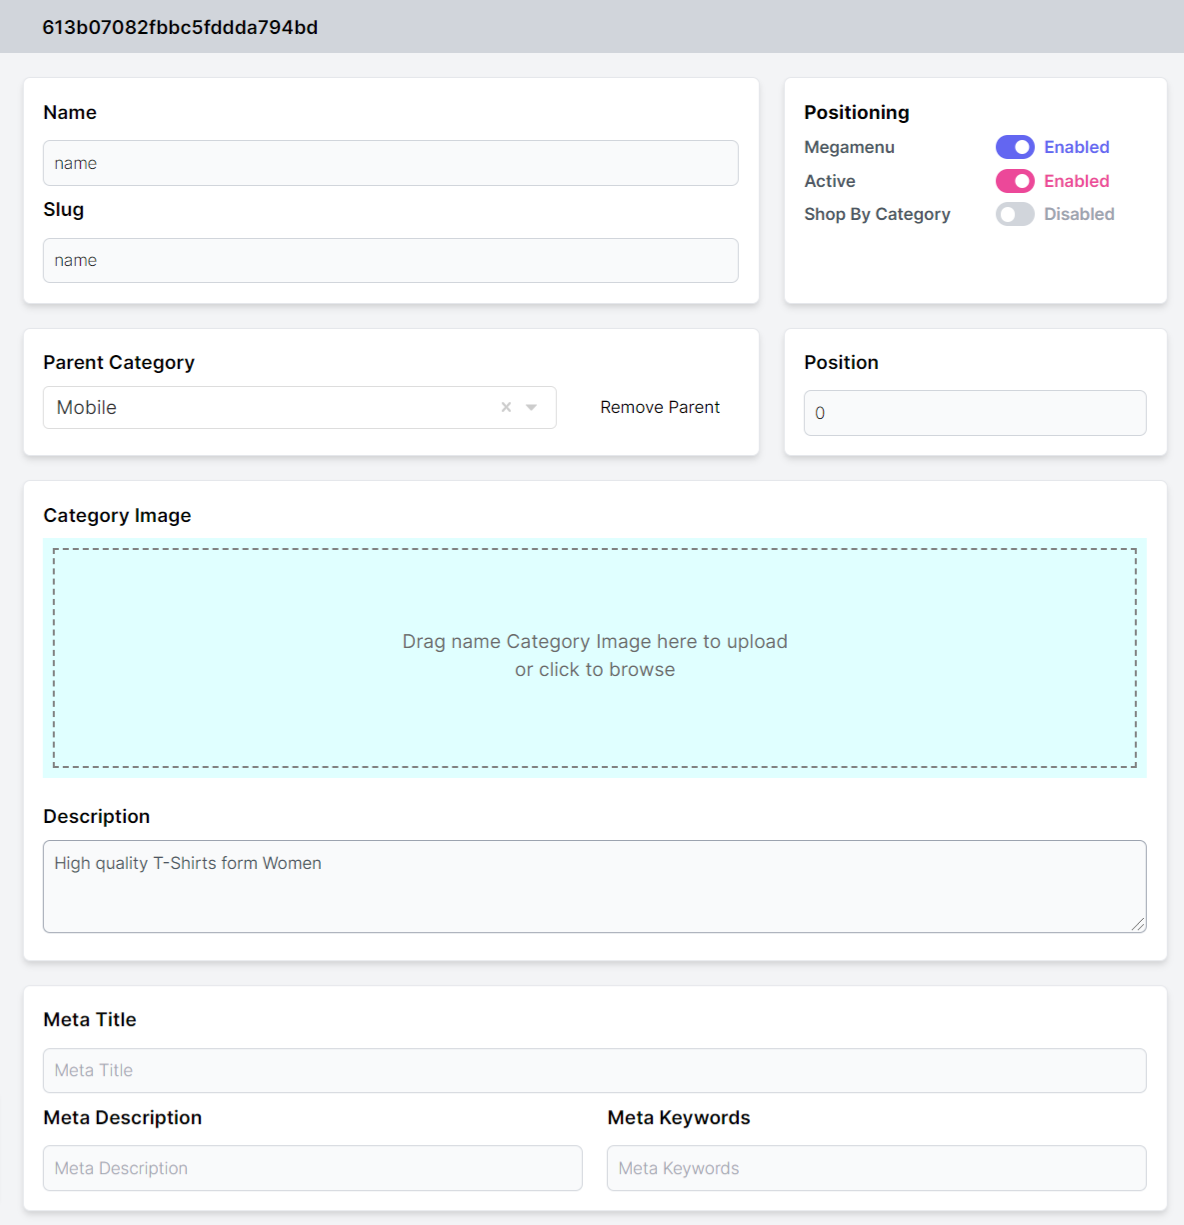 613b07082fbbc5fddda794bd
Name
name
Slug
name
Positioning
Megamenu Enabled
Active Enabled
Shop By Category Disabled
Parent Category
Mobile
Remove Parent
Position
0
Category Image
Drag name Category Image here to upload
or click to browse
Description
High quality T-Shirts form Women
Meta Title
Meta Title
Meta Description
Meta Description
Meta Keywords
Meta Keywords